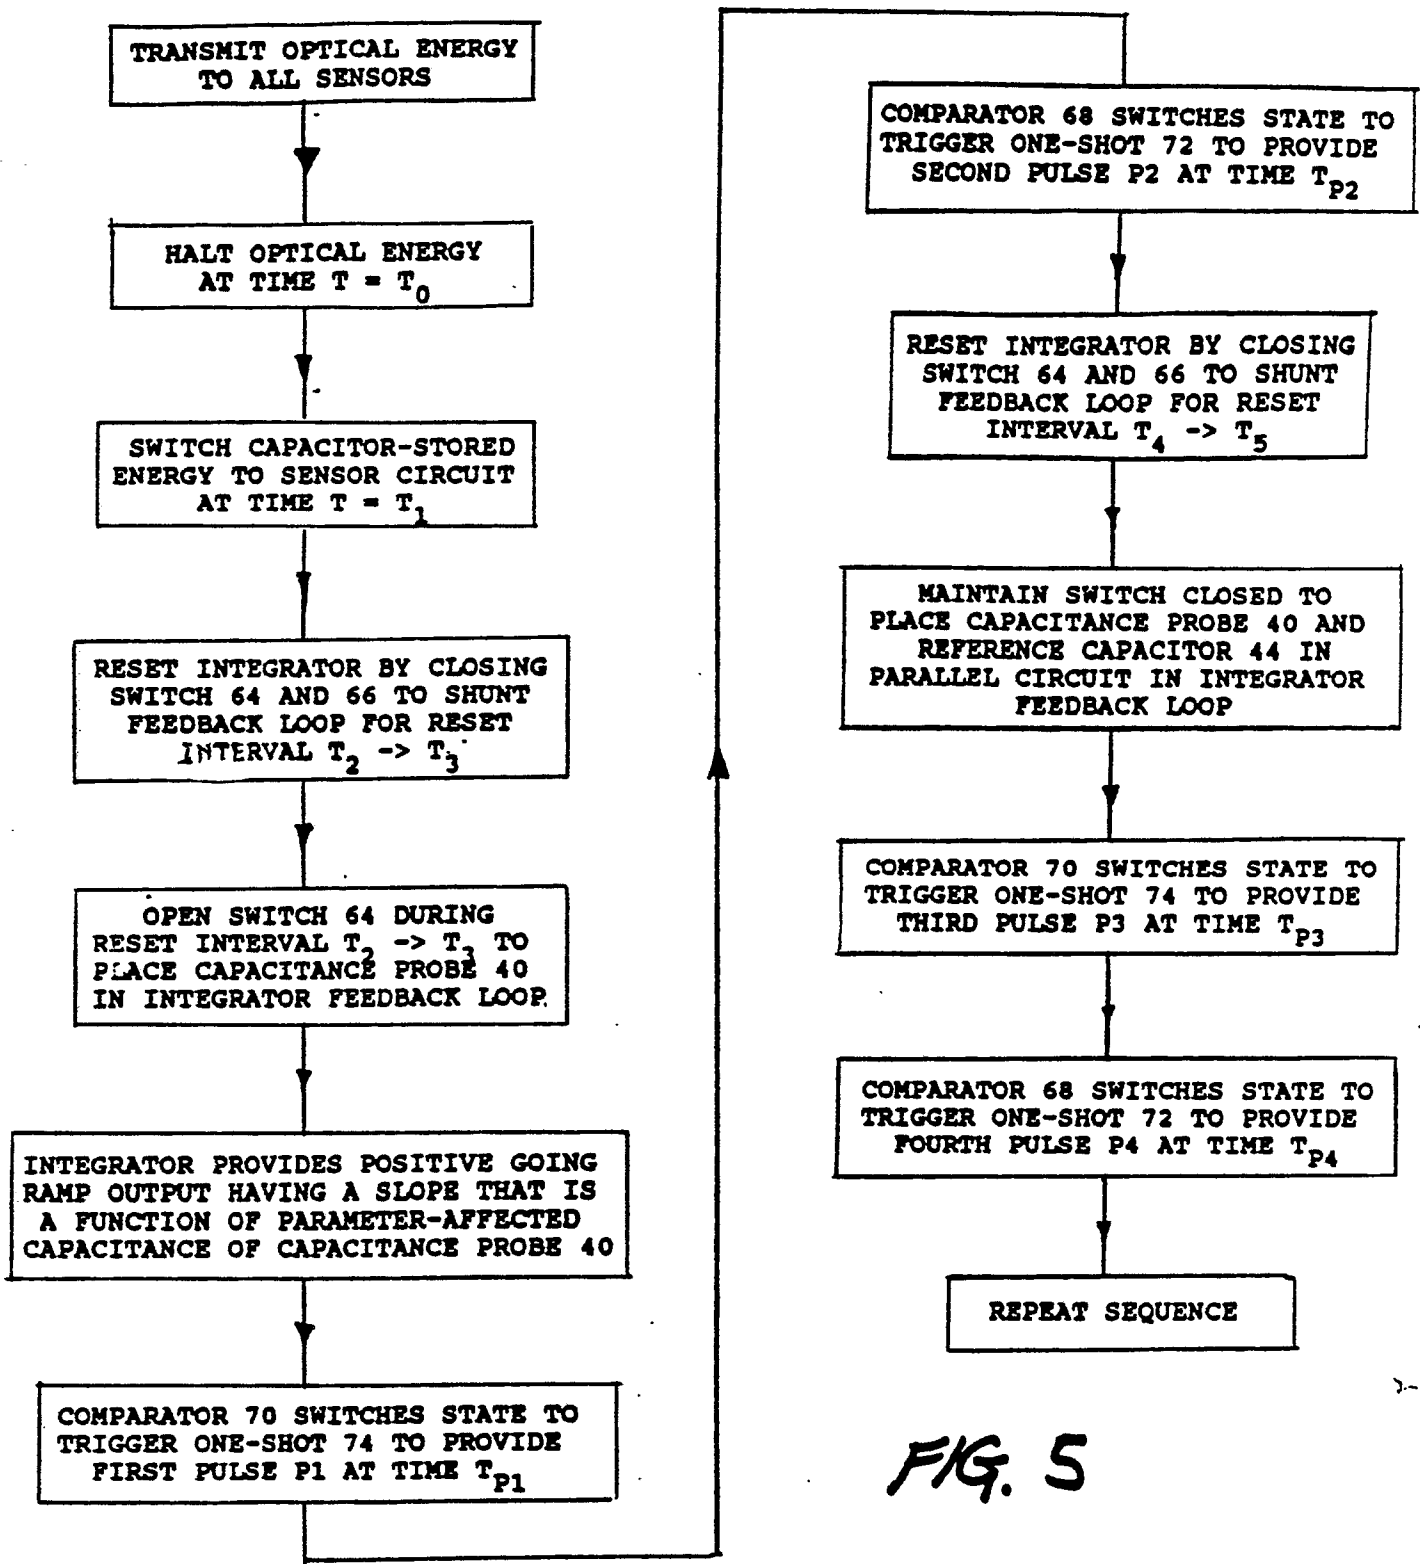 TRANSMIT OPTICAL ENERGY
TO ALL SENSORS
HALT OPTICAL ENERGY
AT TIME T = T0
SWITCH CAPACITOR-STORED
ENERGY TO SENSOR CIRCUIT
AT TIME T = T1
RESET INTEGRATOR BY CLOSING
SWITCH 64 AND 66 TO SHUNT
FEEDBACK LOOP FOR RESET
INTERVAL T2 -> T3
OPEN SWITCH 64 DURING
RESET INTERVAL T2 -> T3 TO
PLACE CAPACITANCE PROBE 40
IN INTEGRATOR FEEDBACK LOOP.
INTEGRATOR PROVIDES POSITIVE GOING
RAMP OUTPUT HAVING A SLOPE THAT IS
A FUNCTION OF PARAMETER-AFFECTED
CAPACITANCE OF CAPACITANCE PROBE 40
COMPARATOR 70 SWITCHES STATE TO
TRIGGER ONE-SHOT 74 TO PROVIDE
FIRST PULSE P1 AT TIME TP1
COMPARATOR 68 SWITCHES STATE TO
TRIGGER ONE-SHOT 72 TO PROVIDE
SECOND PULSE P2 AT TIME TP2
RESET INTEGRATOR BY CLOSING
SWITCH 64 AND 66 TO SHUNT
FEEDBACK LOOP FOR RESET
INTERVAL T4 -> T5
MAINTAIN SWITCH CLOSED TO
PLACE CAPACITANCE PROBE 40 AND
REFERENCE CAPACITOR 44 IN
PARALLEL CIRCUIT IN INTEGRATOR
FEEDBACK LOOP
COMPARATOR 70 SWITCHES STATE TO
TRIGGER ONE-SHOT 74 TO PROVIDE
THIRD PULSE P3 AT TIME TP3
COMPARATOR 68 SWITCHES STATE TO
TRIGGER ONE-SHOT 72 TO PROVIDE
FOURTH PULSE P4 AT TIME TP4
REPEAT SEQUENCE
FIG. 5